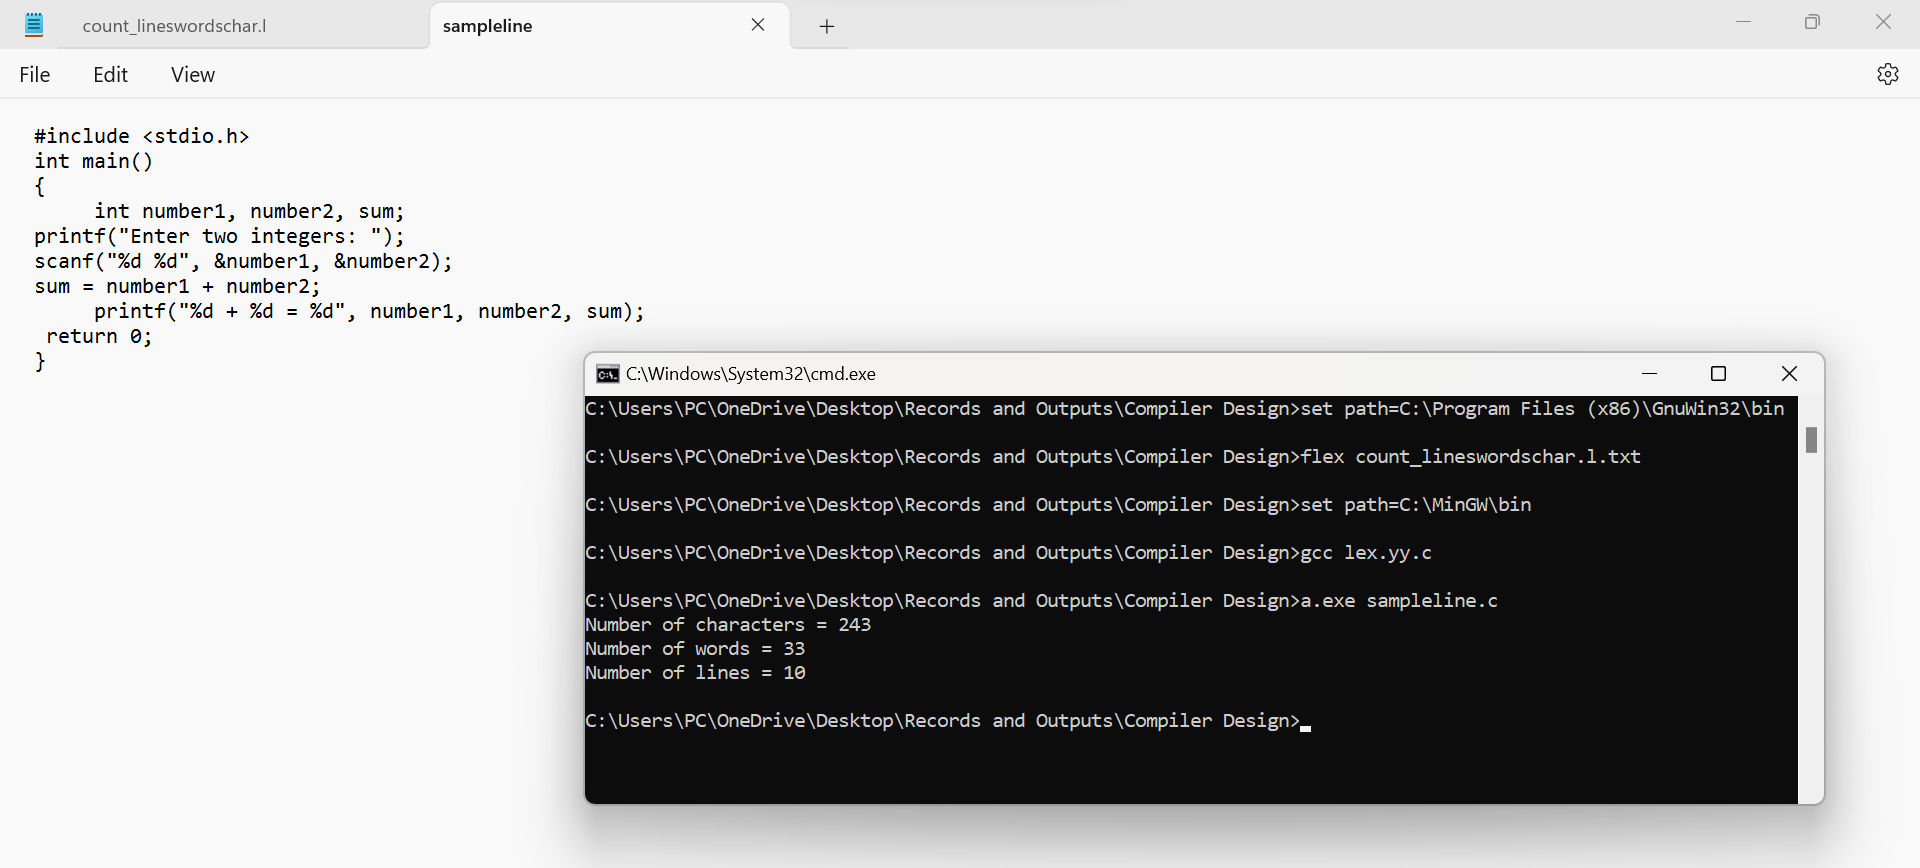 count_lineswordschar.l
sampleline
File Edit View
#include <stdio.h>
int main()
{
     int number1, number2, sum;
printf("Enter two integers: ");
scanf("%d %d", &number1, &number2);
sum = number1 + number2;
     printf("%d + %d = %d", number1, number2, sum);
 return 0;
}
C:\Windows\System32\cmd.exe
C:\Users\PC\OneDrive\Desktop\Records and Outputs\Compiler Design>set path=C:\Program Files (x86)\GnuWin32\bin
C:\Users\PC\OneDrive\Desktop\Records and Outputs\Compiler Design>flex count_lineswordschar.l.txt
C:\Users\PC\OneDrive\Desktop\Records and Outputs\Compiler Design>set path=C:\MinGW\bin
C:\Users\PC\OneDrive\Desktop\Records and Outputs\Compiler Design>gcc lex.yy.c
C:\Users\PC\OneDrive\Desktop\Records and Outputs\Compiler Design>a.exe sampleline.c
Number of characters = 243
Number of words = 33
Number of lines = 10
C:\Users\PC\OneDrive\Desktop\Records and Outputs\Compiler Design>